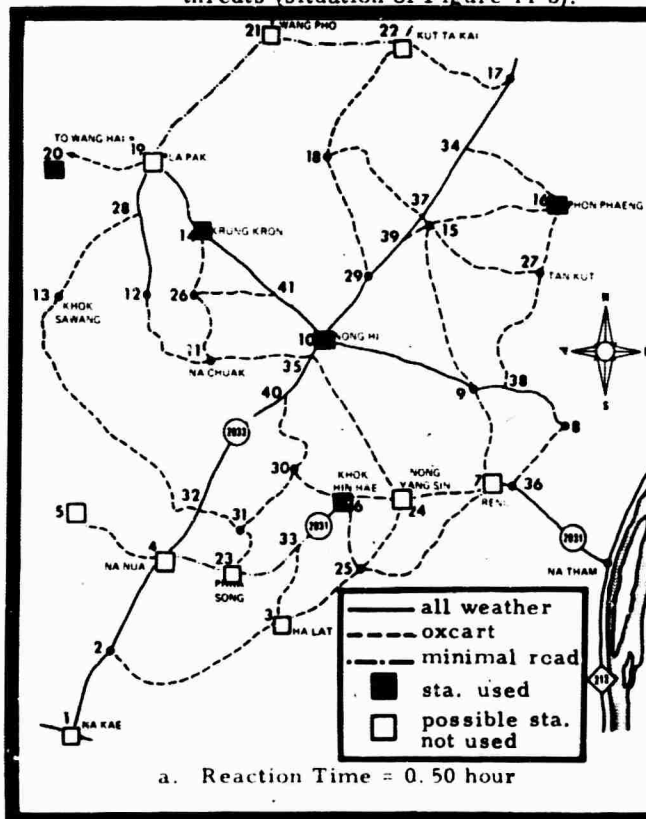 threats (situation of Figure 11-3).
21 WANG PHO
22 KUT TA KAI
17
TO WANG HAI
20
19 LA PAK
18
34
16 PHON PHAENG
28
14 KRUNG KRON
37
39 15
27 TAN KUT
13 KHOK SAWANG
12
26
41
29
10 NONG HI
11 NA CHUAK
35
N
S
9
38
8
40
2033
30
KHOK HIN HAE
6
NONG YANG SIN
24
7
36
5
32
31
33
2031
2031
NA THAM
4 NA NUA
23
SONG
25
3 HA LAT
2
1 NA KAE
213
all weather
oxcart
minimal road
sta. used
possible sta. not used
a. Reaction Time = 0.50 hour